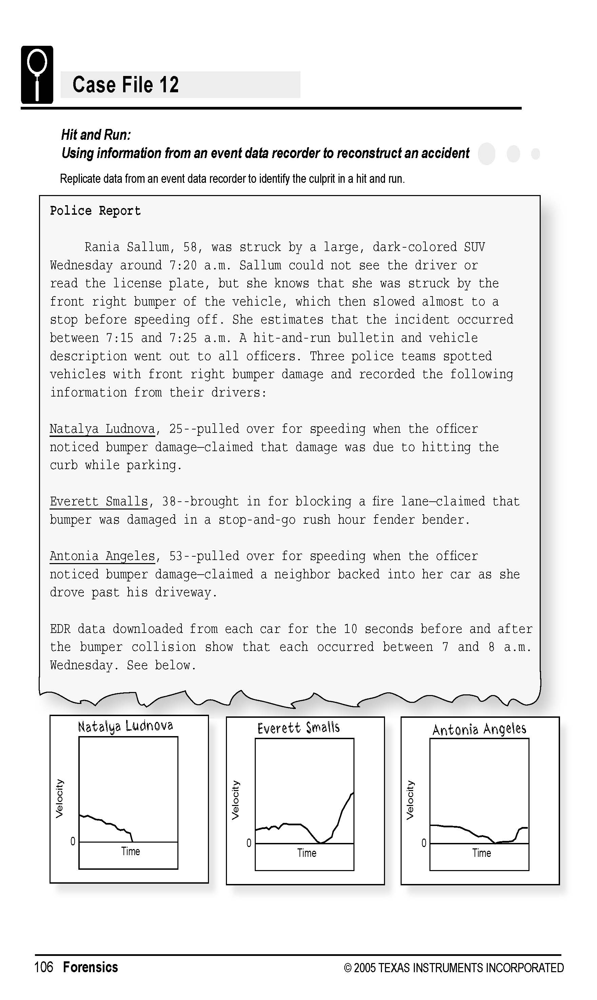 Case File 12
Hit and Run:
Using information from an event data recorder to reconstruct an accident
Replicate data from an event data recorder to identify the culprit in a hit and run.
Police Report
Rania Sallum, 58, was struck by a large, dark-colored SUV
Wednesday around 7:20 a.m. Sallum could not see the driver or
read the license plate, but she knows that she was struck by the
front right bumper of the vehicle, which then slowed almost to a
stop before speeding off. She estimates that the incident occurred
between 7:15 and 7:25 a.m. A hit-and-run bulletin and vehicle
description went out to all officers. Three police teams spotted
vehicles with front right bumper damage and recorded the following
information from their drivers:
Natalya Ludnova, 25--pulled over for speeding when the officer
noticed bumper damage—claimed that damage was due to hitting the
curb while parking.
Everett Smalls, 38--brought in for blocking a fire lane—claimed that
bumper was damaged in a stop-and-go rush hour fender bender.
Antonia Angeles, 53--pulled over for speeding when the officer
noticed bumper damage—claimed a neighbor backed into her car as she
drove past his driveway.
EDR data downloaded from each car for the 10 seconds before and after
the bumper collision show that each occurred between 7 and 8 a.m.
Wednesday. See below.
Natalya Ludnova
Velocity
0
Time
Everett Smalls
Velocity
0
Time
Antonia Angeles
Velocity
0
Time
106 Forensics
© 2005 TEXAS INSTRUMENTS INCORPORATED